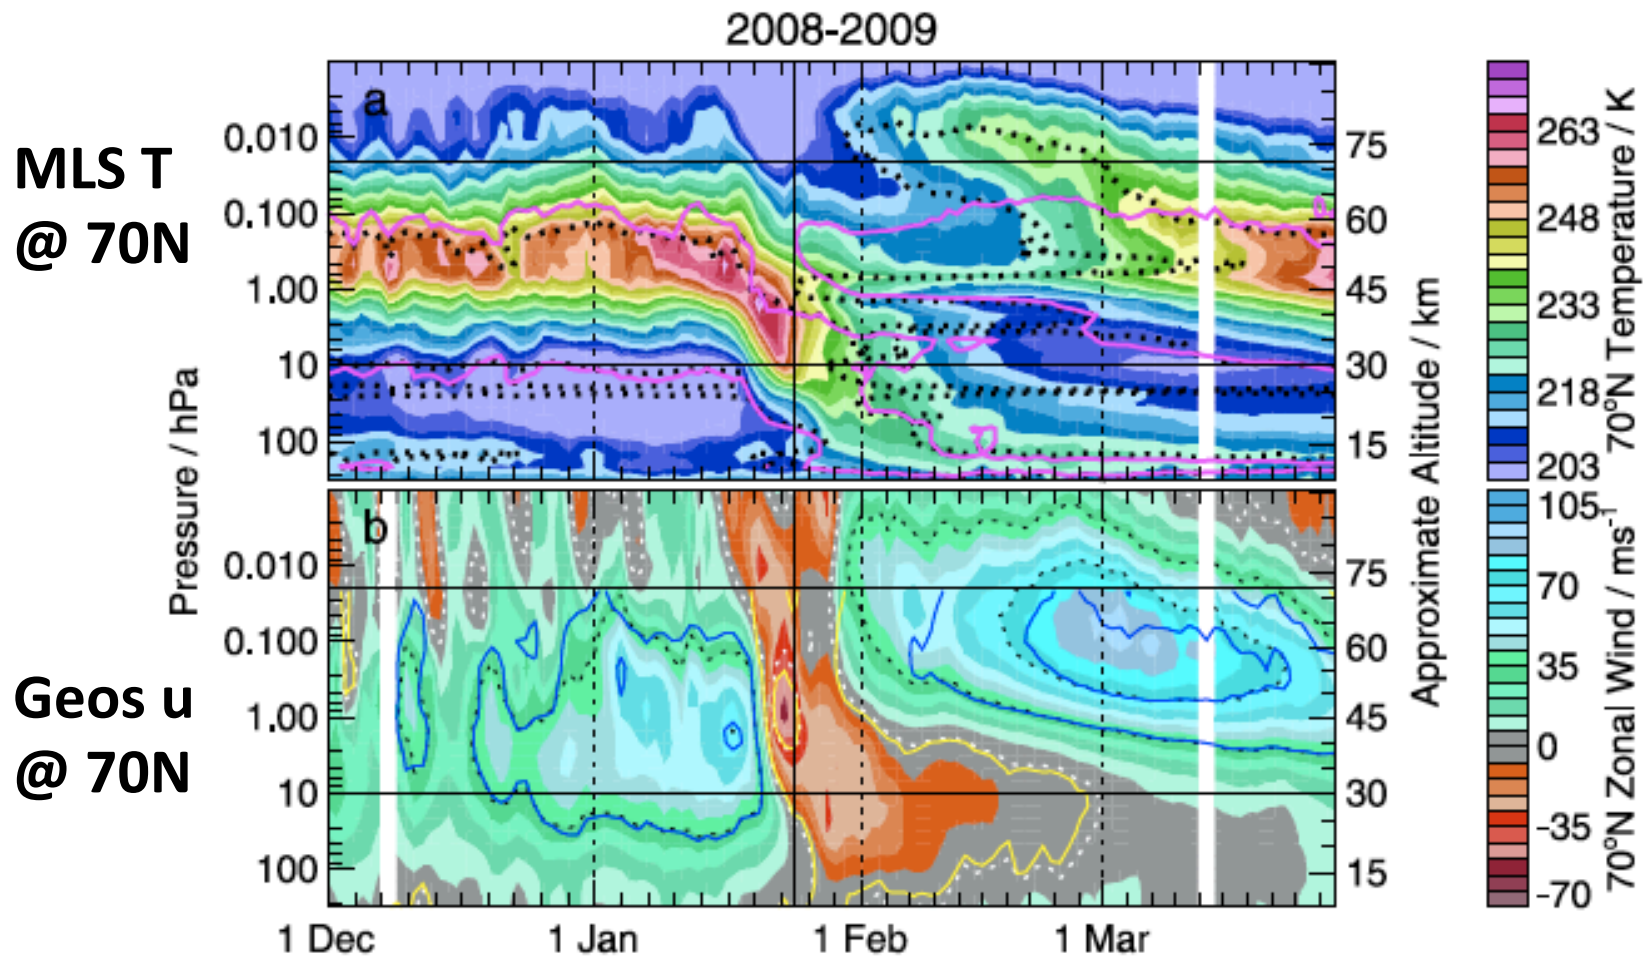 2008-2009
MLS T
@ 70N
a
0.010
0.100
1.00
10
100
75
60
45
30
15
263
248
233
218
203
70°N Temperature / K
Pressure / hPa
Approximate Altitude / km
Geos u
@ 70N
b
0.010
0.100
1.00
10
100
75
60
45
30
15
105
70
35
0
-35
-70
70°N Zonal Wind / ms-1
1 Dec
1 Jan
1 Feb
1 Mar